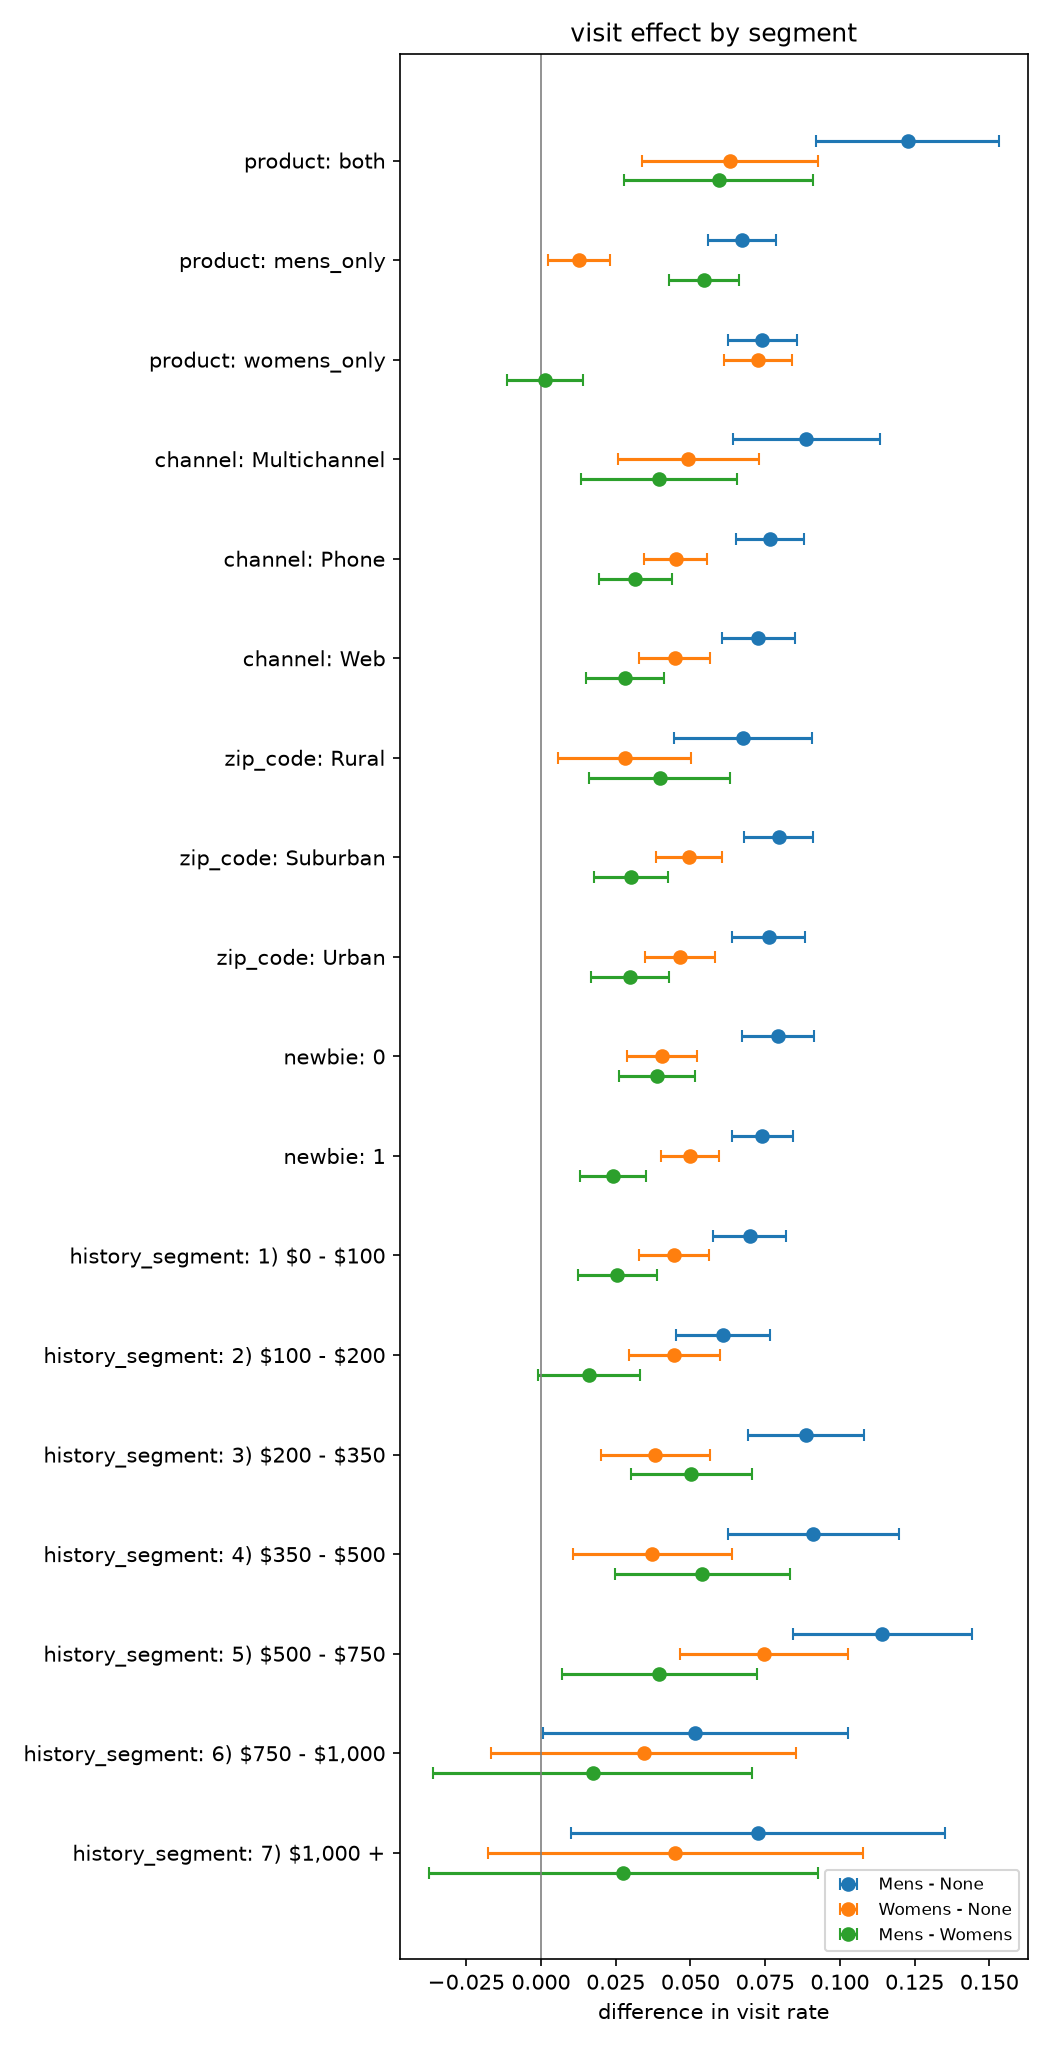 visit effect by segment
product: both
product: mens_only
product: womens_only
channel: Multichannel
channel: Phone
channel: Web
zip_code: Rural
zip_code: Suburban
zip_code: Urban
newbie: 0
newbie: 1
history_segment: 1) $0 - $100
history_segment: 2) $100 - $200
history_segment: 3) $200 - $350
history_segment: 4) $350 - $500
history_segment: 5) $500 - $750
history_segment: 6) $750 - $1,000
history_segment: 7) $1,000 +
Mens - None
Womens - None
Mens - Womens
−0.025 0.000 0.025 0.050 0.075 0.100 0.125 0.150
difference in visit rate